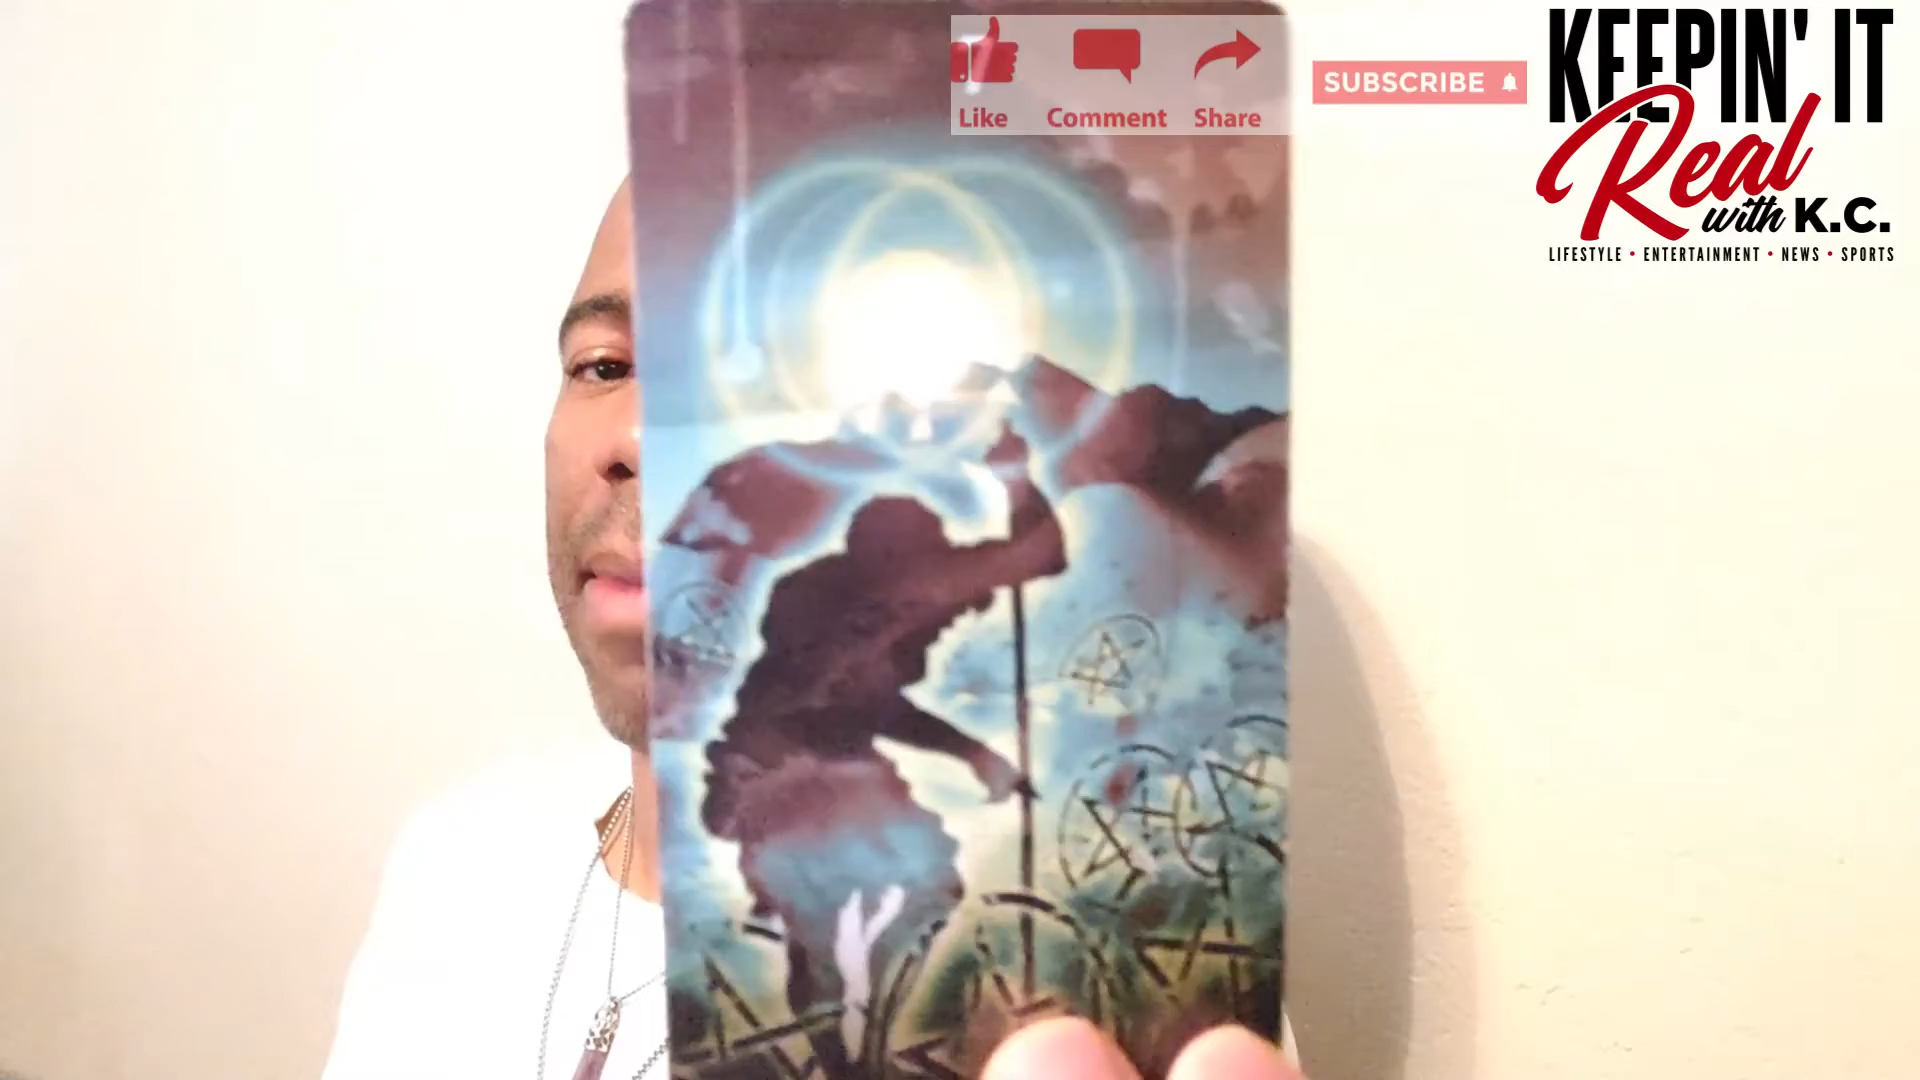 Like Comment Share
SUBSCRIBE
KEEPIN' IT
Real
with K.C.
LIFESTYLE • ENTERTAINMENT • NEWS • SPORTS